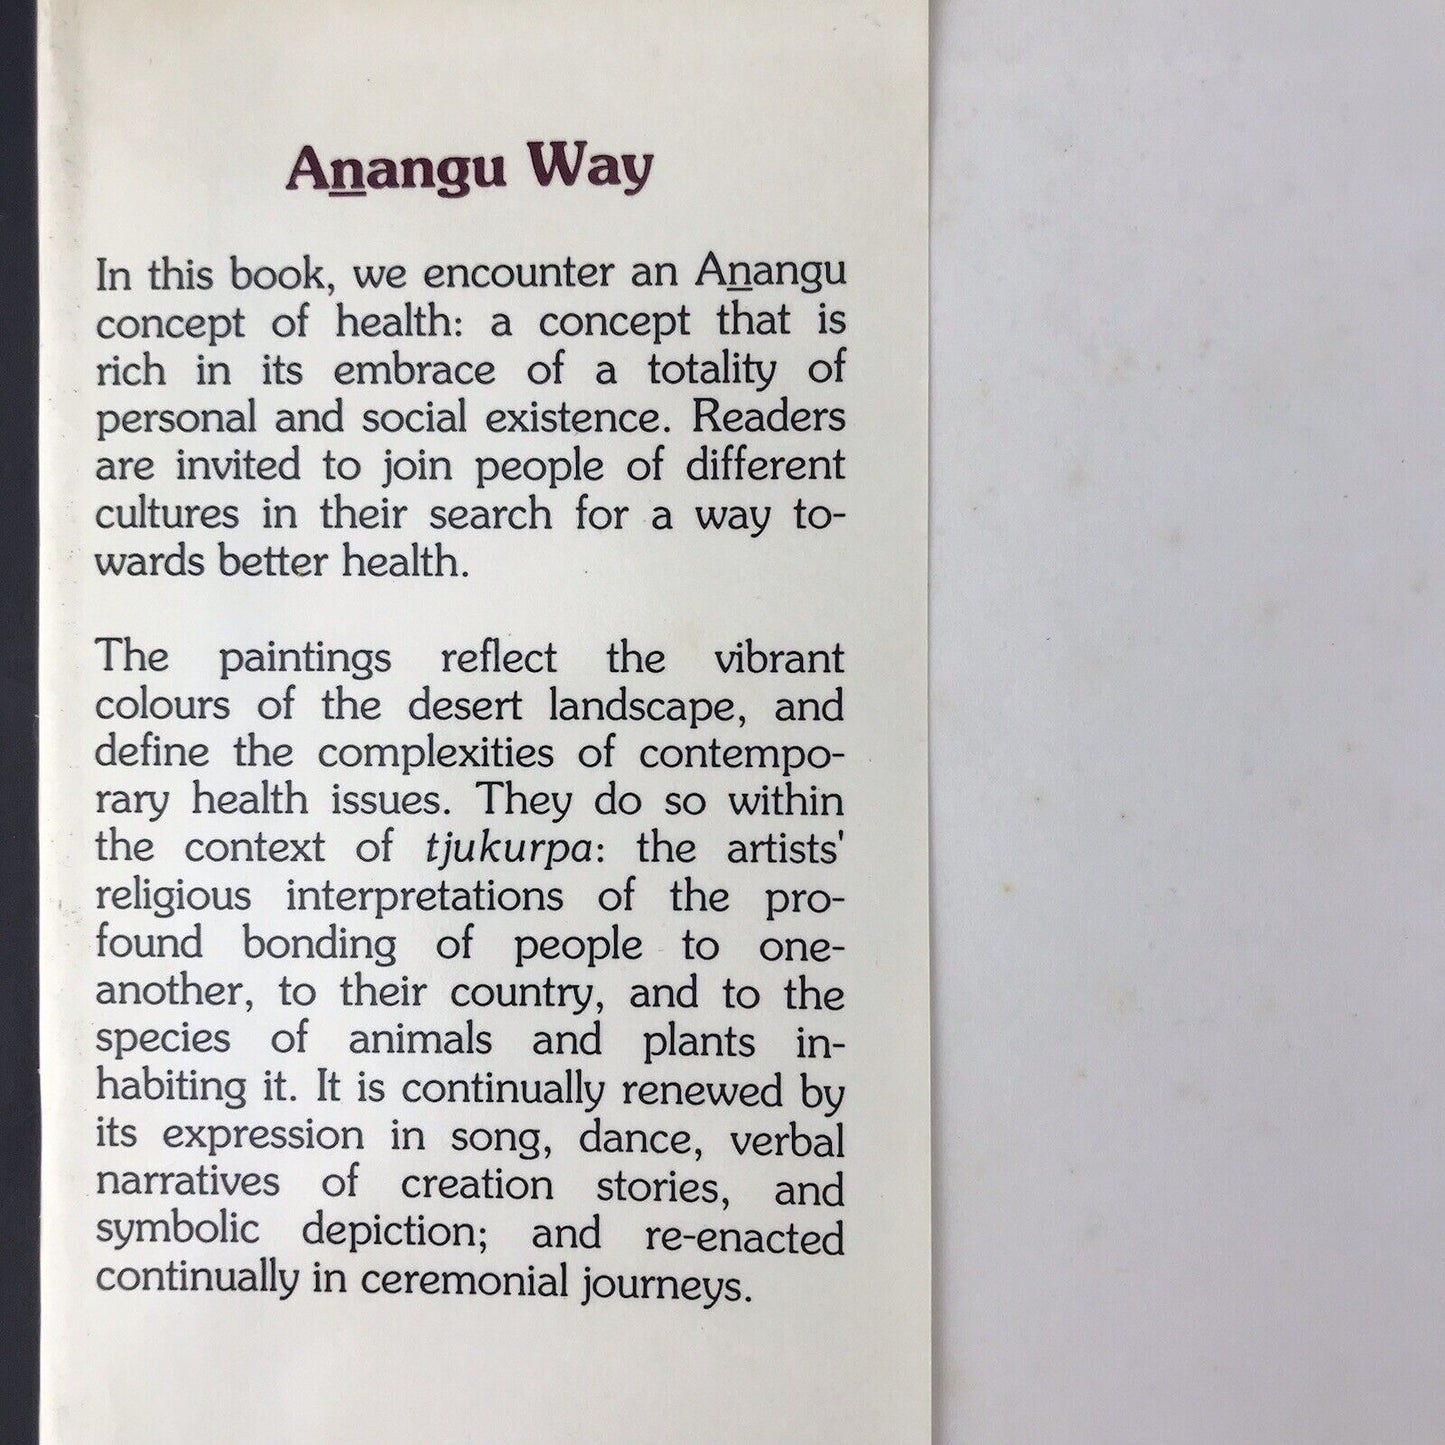 Aṉangu Way
In this book, we encounter an Aṉangu
concept of health: a concept that is
rich in its embrace of a totality of
personal and social existence. Readers
are invited to join people of different
cultures in their search for a way to-
wards better health.
The paintings reflect the vibrant
colours of the desert landscape, and
define the complexities of contempo-
rary health issues. They do so within
the context of tjukurpa: the artists'
religious interpretations of the pro-
found bonding of people to one-
another, to their country, and to the
species of animals and plants in-
habiting it. It is continually renewed by
its expression in song, dance, verbal
narratives of creation stories, and
symbolic depiction; and re-enacted
continually in ceremonial journeys.